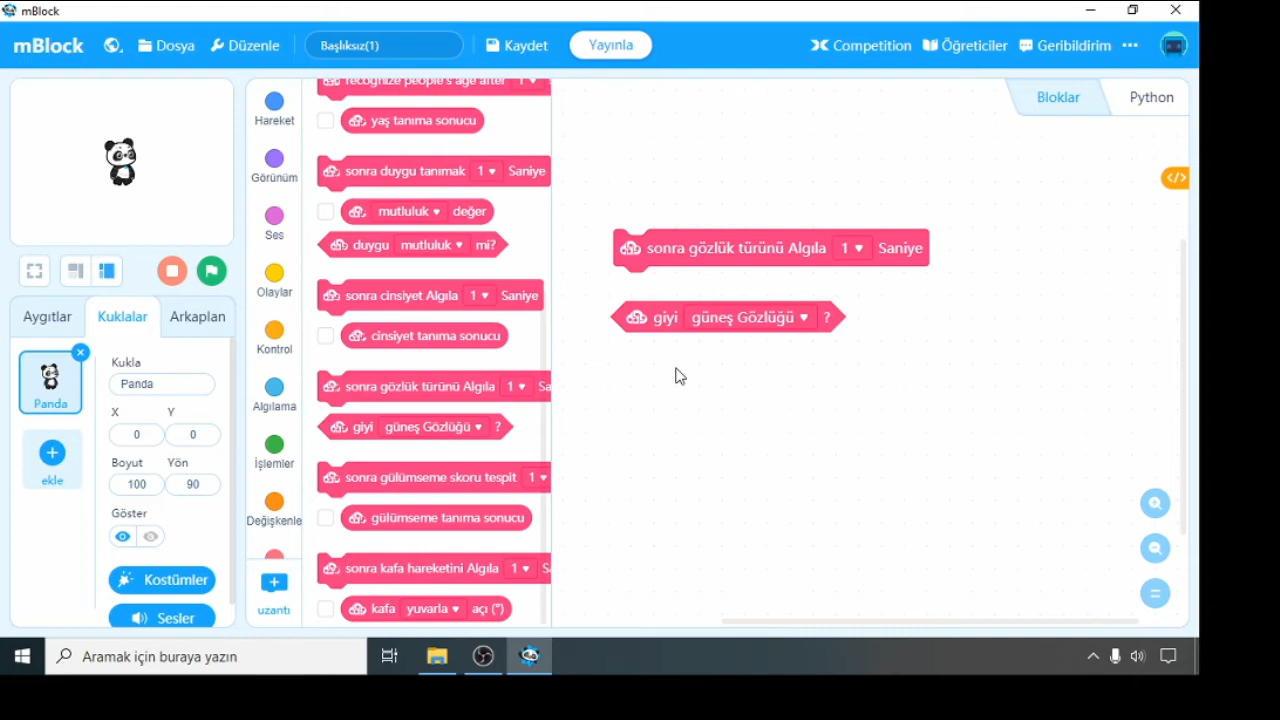 mBlock
mBlock Dosya Düzenle Başlıksız(1) Kaydet Yayınla Competition Öğreticiler Geribildirim
Bloklar Python
</>
recognize people's age after 1
yaş tanıma sonucu
sonra duygu tanımak 1 Saniye
mutluluk değer
duygu mutluluk mi?
sonra cinsiyet Algıla 1 Saniye
cinsiyet tanıma sonucu
sonra gözlük türünü Algıla 1 Sa
giyi güneş Gözlüğü ?
sonra gülümseme skoru tespit 1
gülümseme tanıma sonucu
sonra kafa hareketini Algıla 1 S
kafa yuvarla açı (°)
sonra gözlük türünü Algıla 1 Saniye
giyi güneş Gözlüğü ?
Hareket
Görünüm
Ses
Olaylar
Kontrol
Algılama
İşlemler
Değişkenle
uzantı
Aygıtlar Kuklalar Arkaplan
Panda
ekle
Kukla
Panda
X Y
0 0
Boyut Yön
100 90
Göster
Kostümler
Sesler
Aramak için buraya yazın